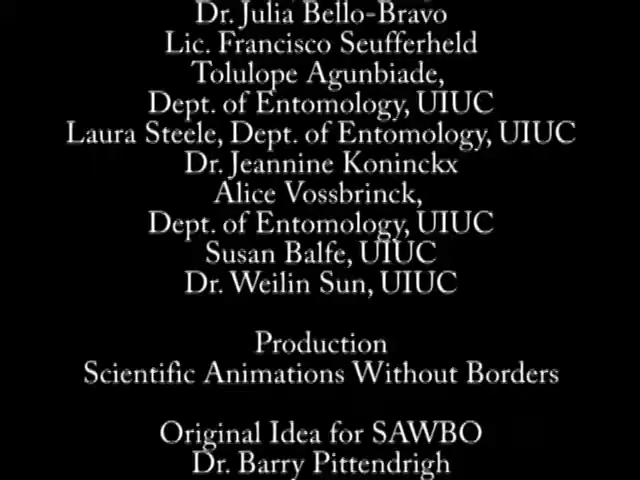 Dr. Julia Bello-Bravo
Lic. Francisco Seufferheld
Tolulope Agunbiade,
Dept. of Entomology, UIUC
Laura Steele, Dept. of Entomology, UIUC
Dr. Jeannine Koninckx
Alice Vossbrinck,
Dept. of Entomology, UIUC
Susan Balfe, UIUC
Dr. Weilin Sun, UIUC
Production
Scientific Animations Without Borders
Original Idea for SAWBO
Dr. Barry Pittendrigh